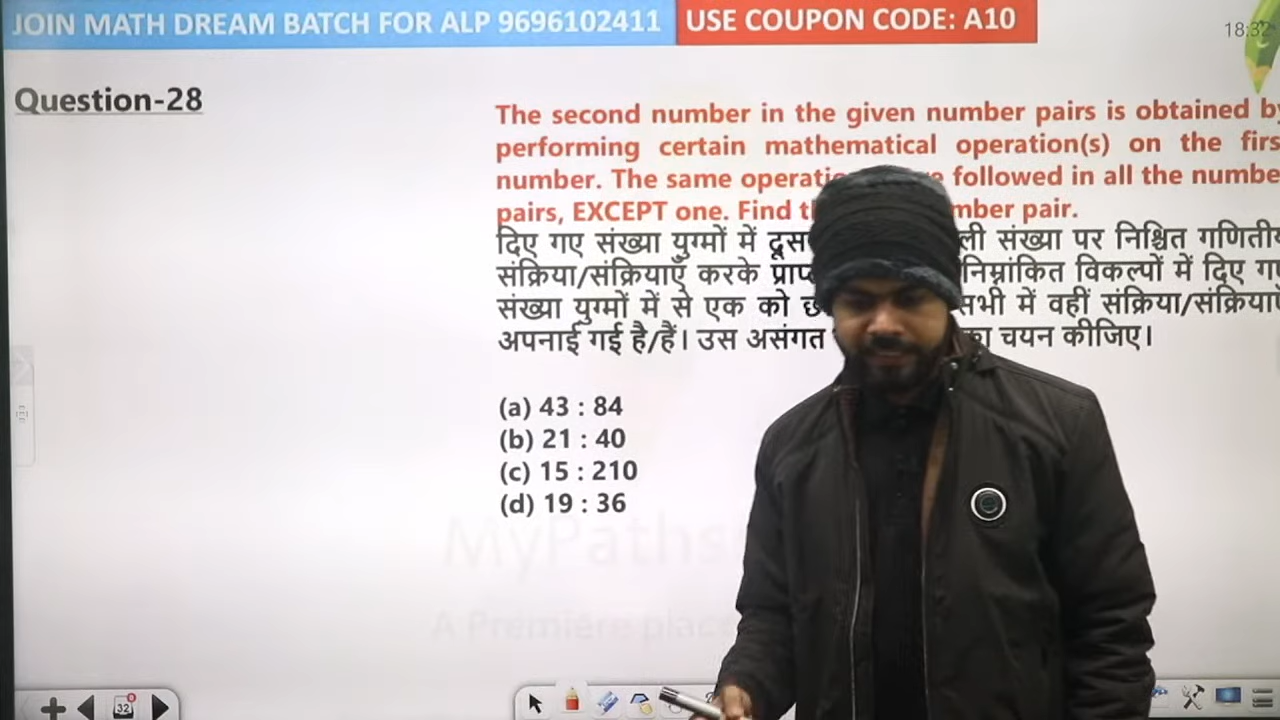 JOIN MATH DREAM BATCH FOR ALP 9696102411 USE COUPON CODE: A10
18:32
Question-28
The second number in the given number pairs is obtained by
performing certain mathematical operation(s) on the firs
number. The same operati followed in all the numbe
pairs, EXCEPT one. Find mber pair.
दिए गए संख्या युग्मों में दूस ली संख्या पर निश्चित गणितीय
संक्रिया/संक्रियाएँ करके प्राप् निम्नांकित विकल्पों में दिए गए
संख्या युग्मों में से एक को सभी में वहीं संक्रिया/संक्रियाए
अपनाई गई है/हैं। उस असंगत का चयन कीजिए।
(a) 43 : 84
(b) 21 : 40
(c) 15 : 210
(d) 19 : 36
MyPaths
A Premiere place
32